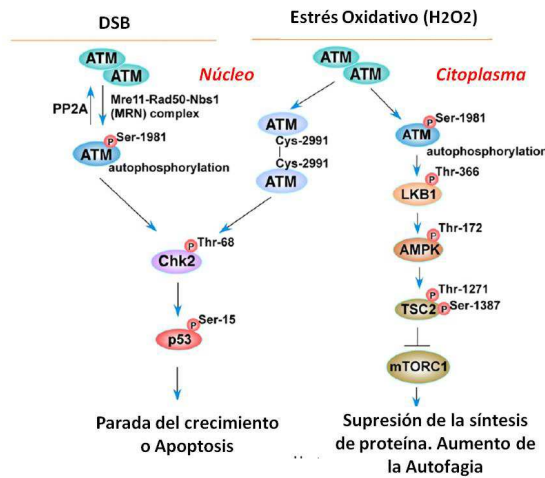 DSB
Estrés Oxidativo (H2O2)
ATM
ATM
Núcleo
ATM
ATM
Citoplasma
PP2A
Mre11-Rad50-Nbs1
(MRN) complex
P
Ser-1981
ATM
autophosphorylation
ATM
Cys-2991
Cys-2991
ATM
P
Ser-1981
ATM
autophosphorylation
P
Thr-366
LKB1
P
Thr-172
AMPK
P
Thr-1271
P
Ser-1387
TSC2
mTORC1
P
Thr-68
Chk2
P
Ser-15
p53
Parada del crecimiento
o Apoptosis
Supresión de la síntesis
de proteína. Aumento de
la Autofagia